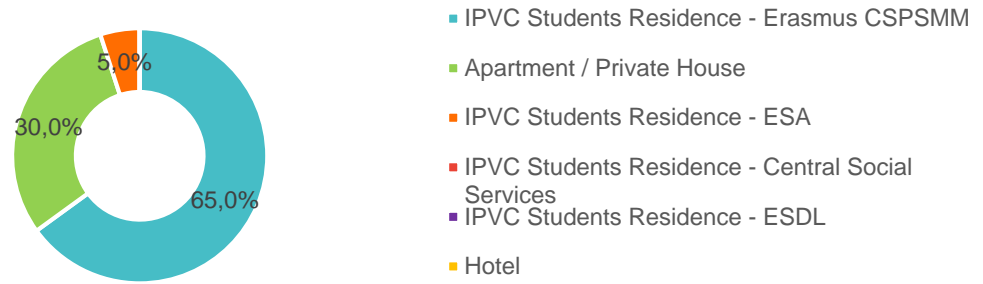 5,0%
30,0%
65,0%
IPVC Students Residence - Erasmus CSPSMM
Apartment / Private House
IPVC Students Residence - ESA
IPVC Students Residence - Central Social
Services
IPVC Students Residence - ESDL
Hotel